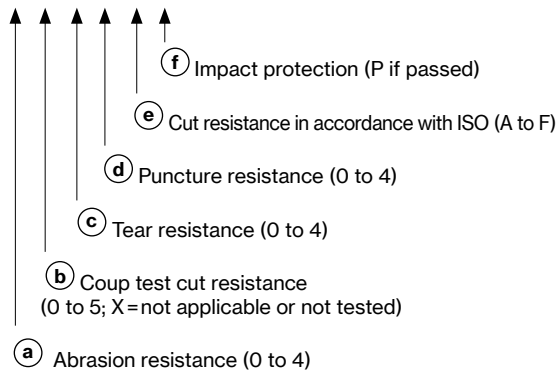 f Impact protection (P if passed)
e Cut resistance in accordance with ISO (A to F)
d Puncture resistance (0 to 4)
c Tear resistance (0 to 4)
b Coup test cut resistance
(0 to 5; X=not applicable or not tested)
a Abrasion resistance (0 to 4)